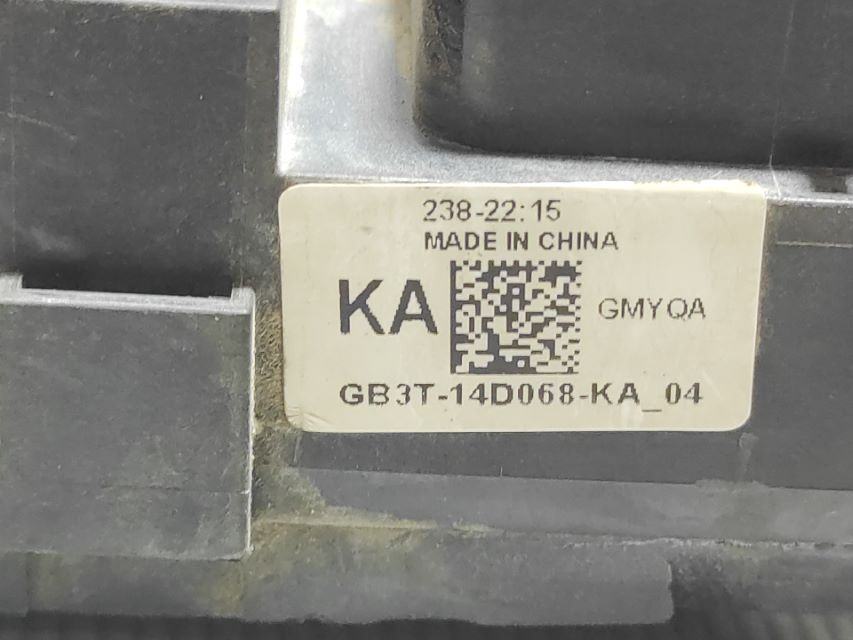 238-22:15
MADE IN CHINA
KA
GMYQA
GB3T-14D068-KA_04